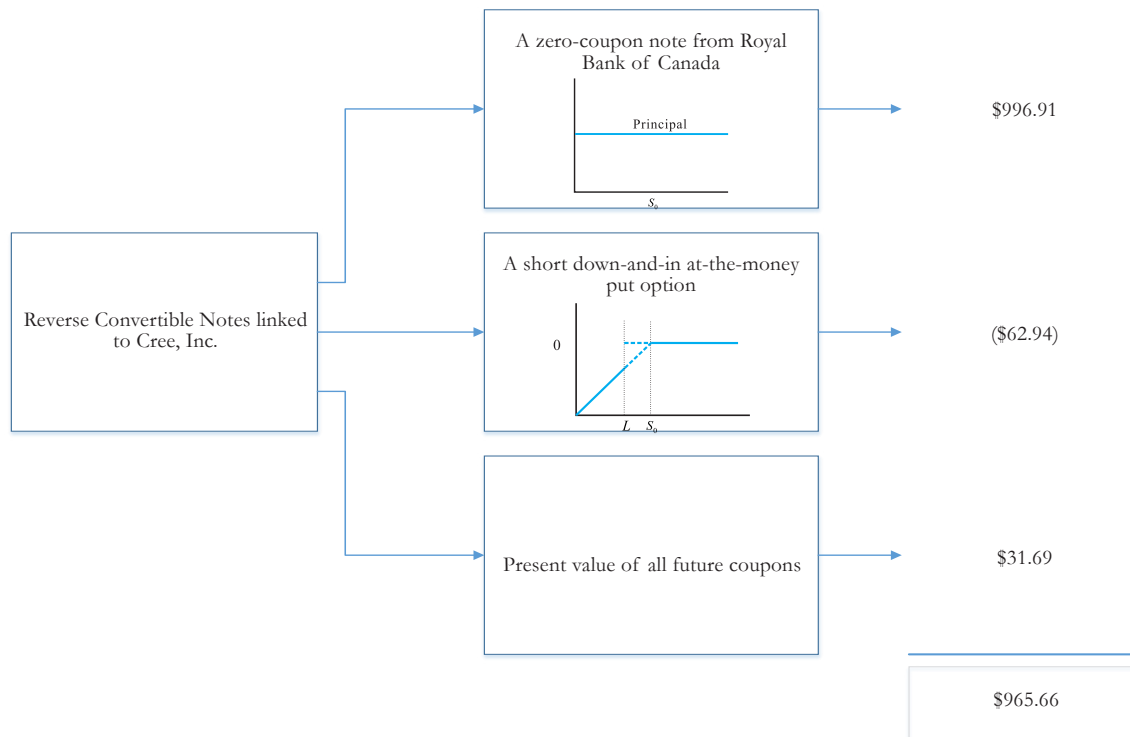 A zero-coupon note from Royal
Bank of Canada
Principal
S₀
$996.91
Reverse Convertible Notes linked
to Cree, Inc.
A short down-and-in at-the-money
put option
0
L S₀
($62.94)
Present value of all future coupons
$31.69
$965.66